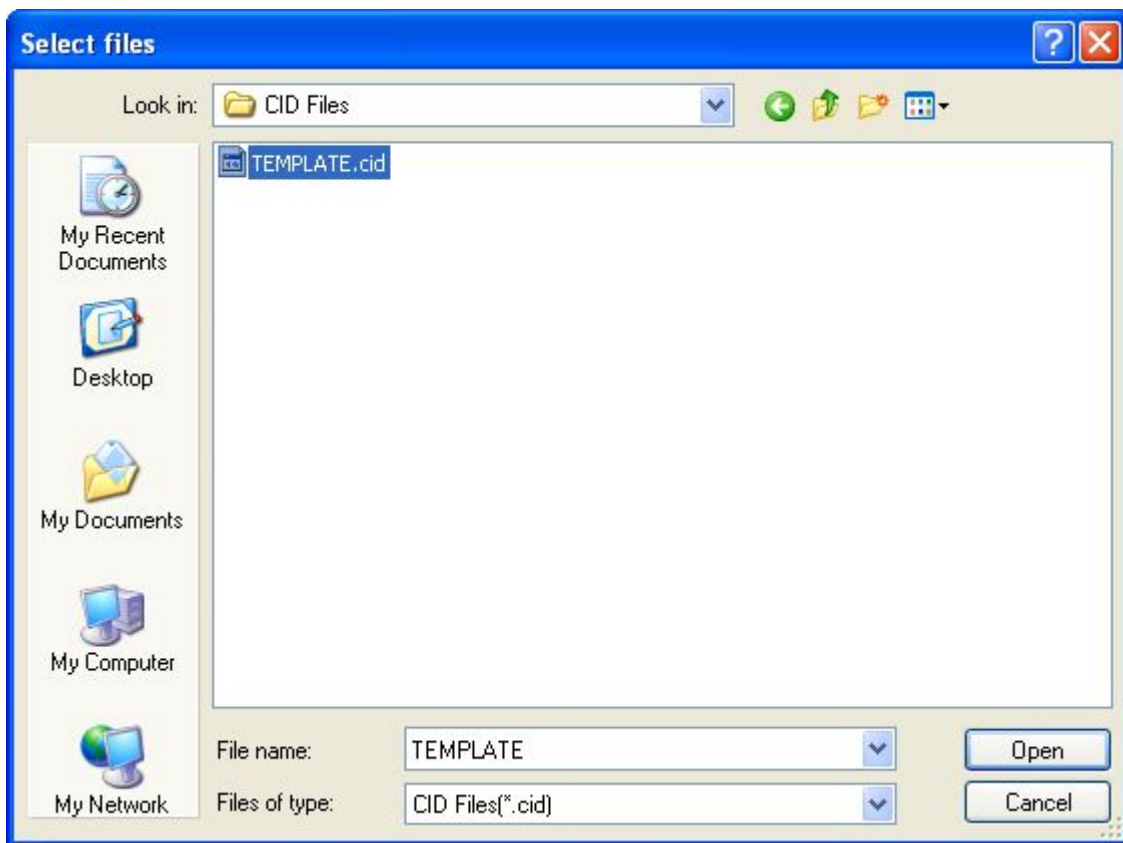 Select files
Look in:
CID Files
TEMPLATE.cid
My Recent
Documents
Desktop
My Documents
My Computer
My Network
File name:
TEMPLATE
Open
Files of type:
CID Files(*.cid)
Cancel